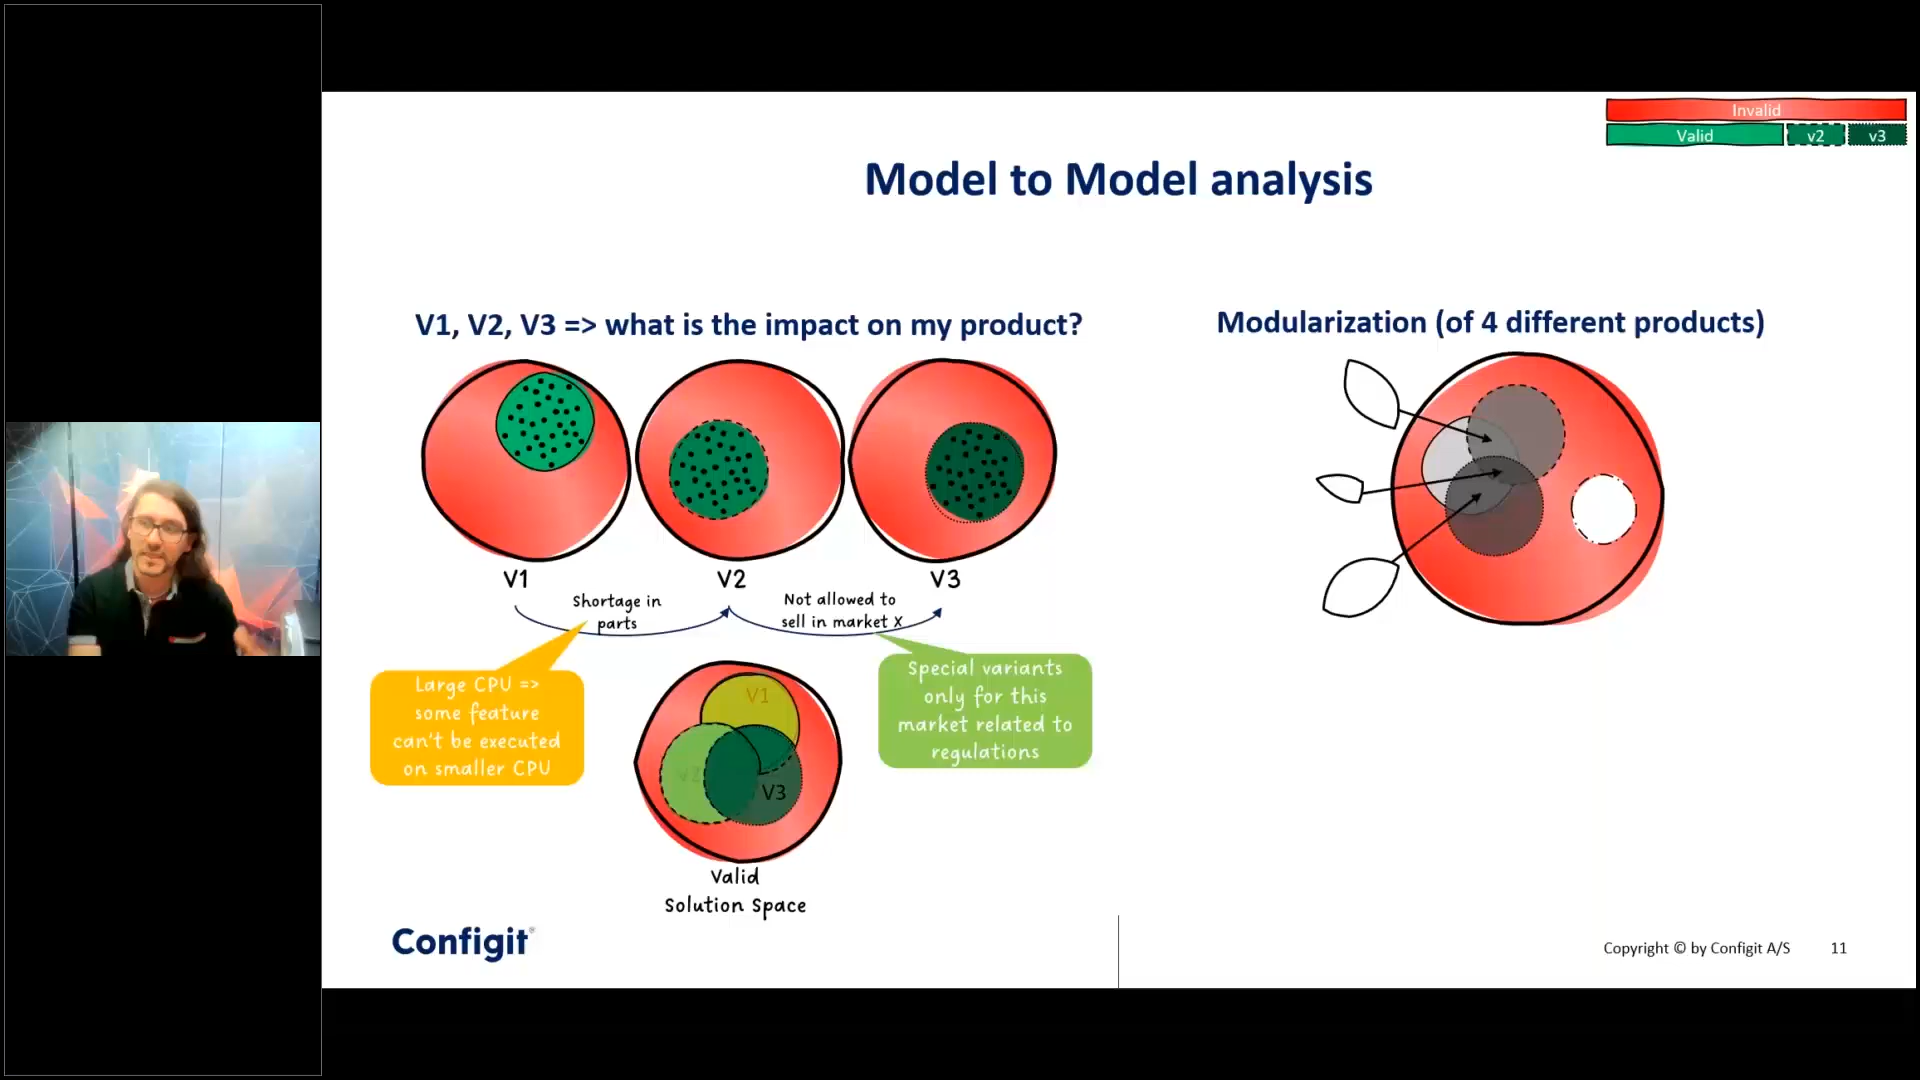 Invalid
Valid v2 v3
Model to Model analysis
V1, V2, V3 => what is the impact on my product?
Modularization (of 4 different products)
V1 V2 V3
Shortage in
parts
Not allowed to
sell in market X
Large CPU =>
some feature
can't be executed
on smaller CPU
Special variants
only for this
market related to
regulations
V1
V2
V3
Valid
Solution Space
Configit®
Copyright © by Configit A/S 11